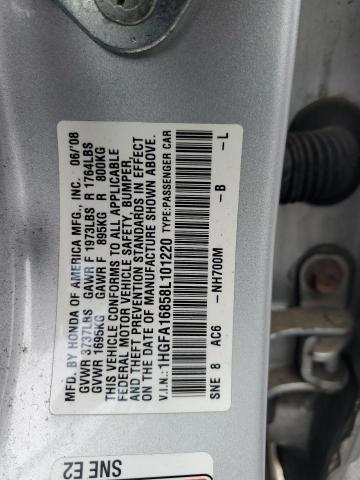 MFD. BY HONDA OF AMERICA MFG., INC. 06/'08
GVWR 3737LBS GAWR F 1973LBS R 1764LBS
GVWR 1695KG GAWR F 895KG R 800KG
THIS VEHICLE CONFORMS TO ALL APPLICABLE
FEDERAL MOTOR VEHICLE SAFETY, BUMPER,
AND THEFT PREVENTION STANDARDS IN EFFECT
ON THE DATE OF MANUFACTURE SHOWN ABOVE.
V.I.N.: 1HGFA16858L101220 TYPE:PASSENGER CAR
SNE 8 AC6 -NH700M -B -L
SNE E2